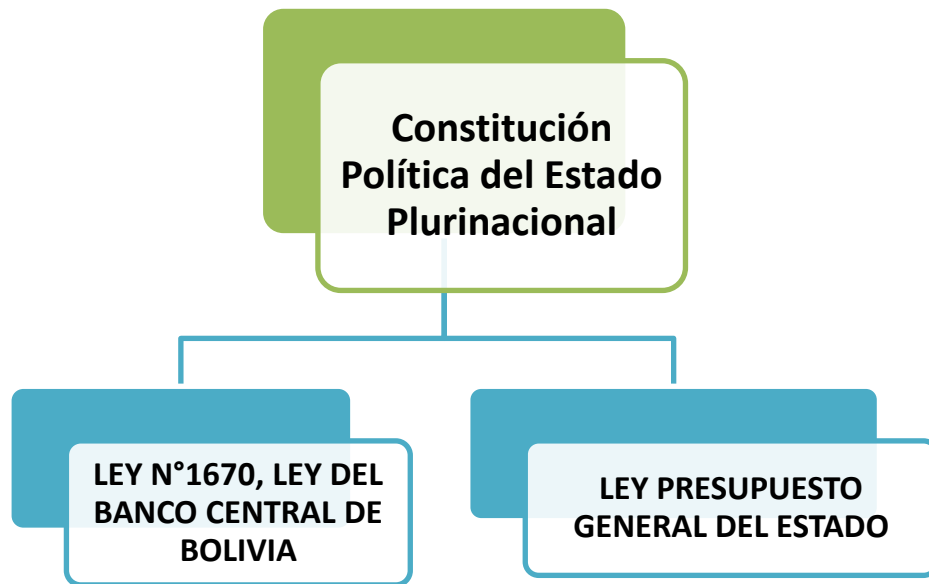 Constitución
Política del Estado
Plurinacional
LEY N°1670, LEY DEL
BANCO CENTRAL DE
BOLIVIA
LEY PRESUPUESTO
GENERAL DEL ESTADO